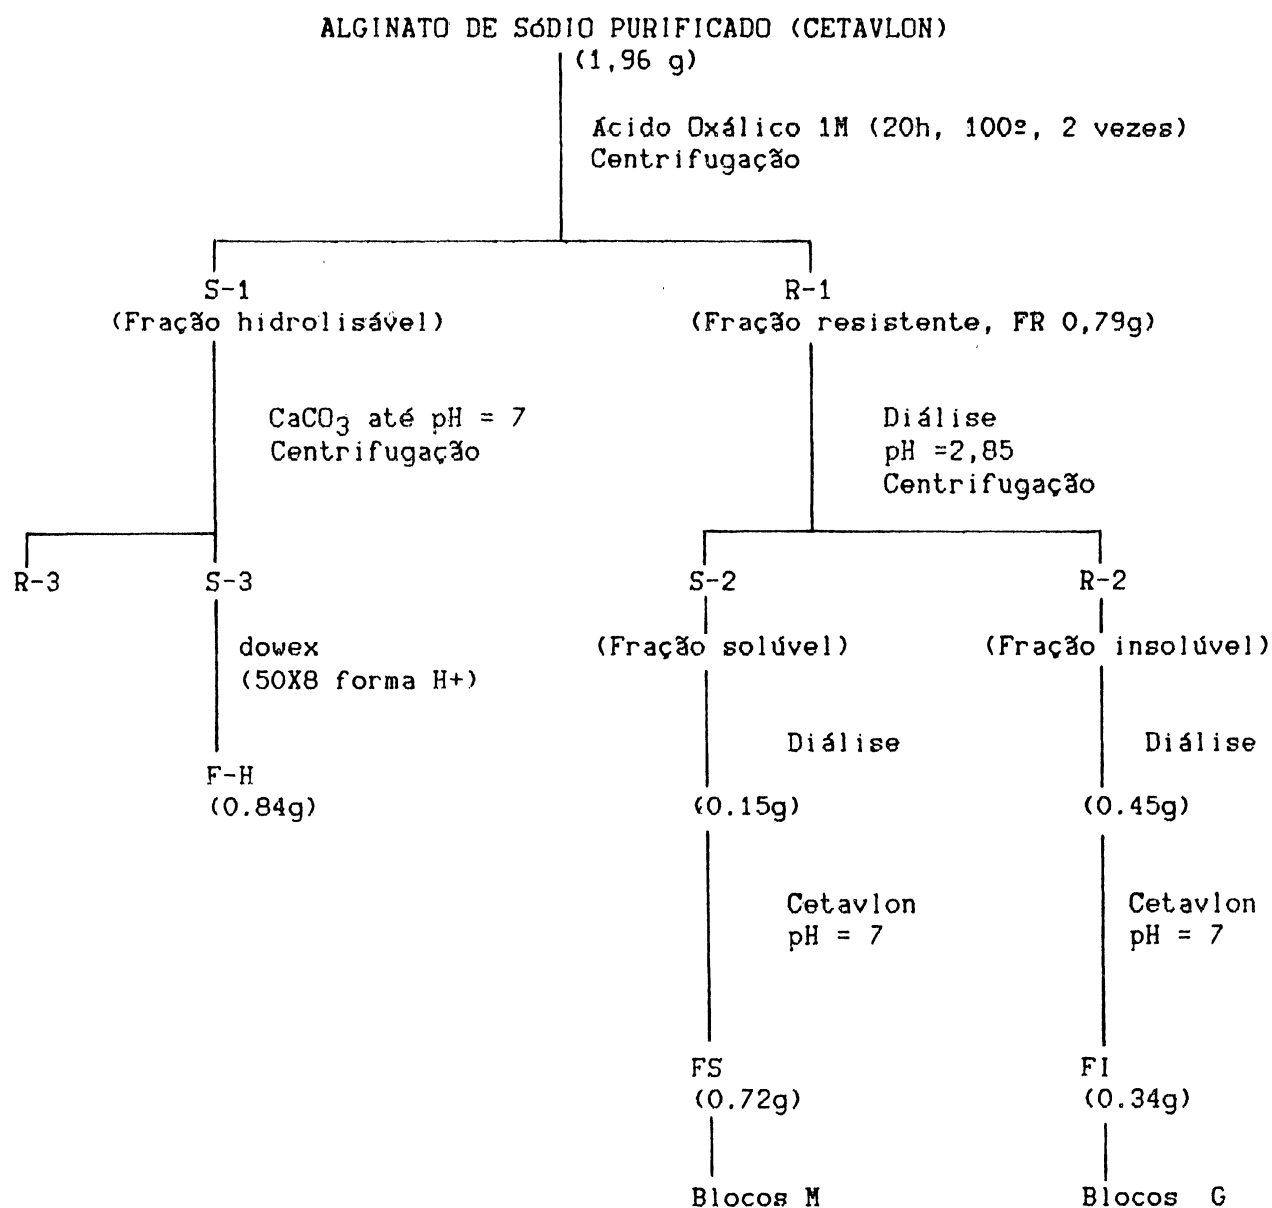 ALGINATO DE SóDIO PURIFICADO (CETAVLON)
(1,96 g)
Ácido Oxálico 1M (20h, 100º, 2 vezes)
Centrifugação
S-1
(Fração hidrolisável)
R-1
(Fração resistente, FR 0,79g)
CaCO3 até pH = 7
Centrifugação
Diálise
pH =2,85
Centrifugação
R-3
S-3
S-2
R-2
dowex
(50X8 forma H+)
(Fração solúvel)
(Fração insolúvel)
Diálise
Diálise
F-H
(0.84g)
(0.15g)
(0.45g)
Cetavlon
pH = 7
Cetavlon
pH = 7
FS
(0.72g)
FI
(0.34g)
Blocos M
Blocos G